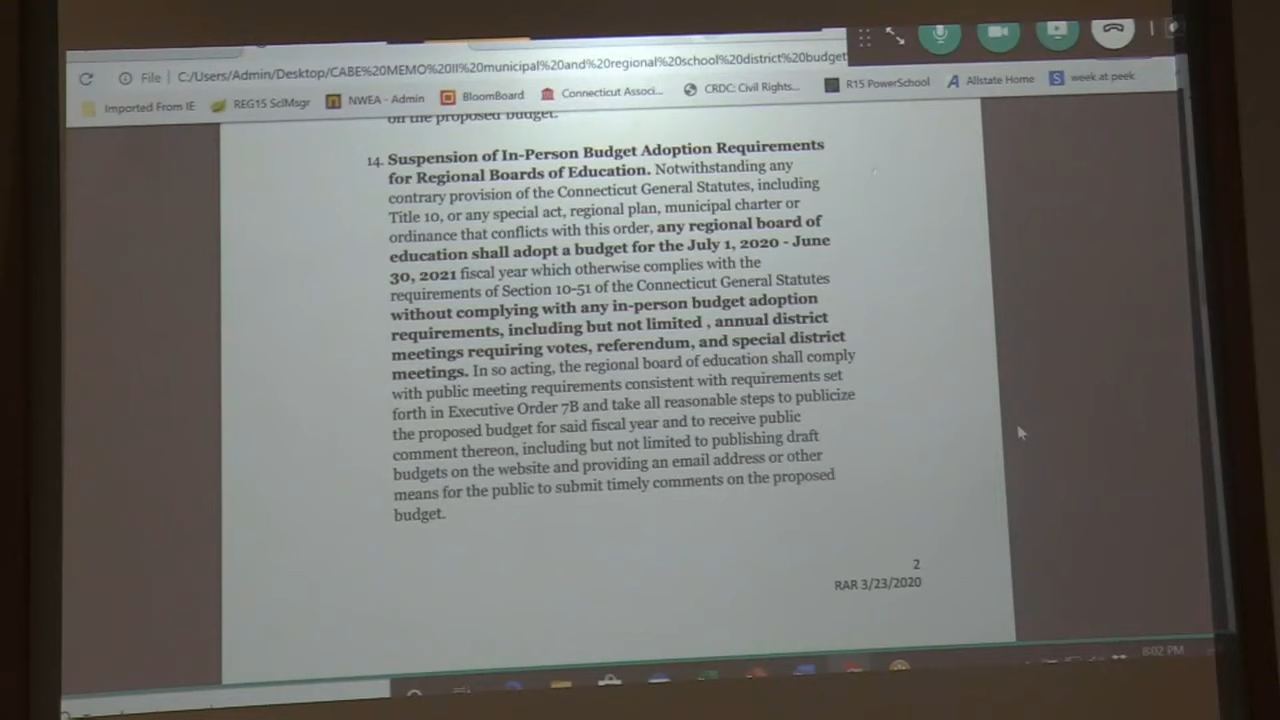 File | C:/Users/Admin/Desktop/CABE%20MEMO%20II%20municipal%20and%20regional%20school%20district%20budget
Imported From IE REG15 SclMsgr NWEA - Admin BloomBoard Connecticut Associ... CRDC: Civil Rights... R15 PowerSchool Allstate Home S week at peek
on the proposed budget.
14. Suspension of In-Person Budget Adoption Requirements
for Regional Boards of Education. Notwithstanding any
contrary provision of the Connecticut General Statutes, including
Title 10, or any special act, regional plan, municipal charter or
ordinance that conflicts with this order, any regional board of
education shall adopt a budget for the July 1, 2020 - June
30, 2021 fiscal year which otherwise complies with the
requirements of Section 10-51 of the Connecticut General Statutes
without complying with any in-person budget adoption
requirements, including but not limited , annual district
meetings requiring votes, referendum, and special district
meetings. In so acting, the regional board of education shall comply
with public meeting requirements consistent with requirements set
forth in Executive Order 7B and take all reasonable steps to publicize
the proposed budget for said fiscal year and to receive public
comment thereon, including but not limited to publishing draft
budgets on the website and providing an email address or other
means for the public to submit timely comments on the proposed
budget.
2
RAR 3/23/2020
8:02 PM